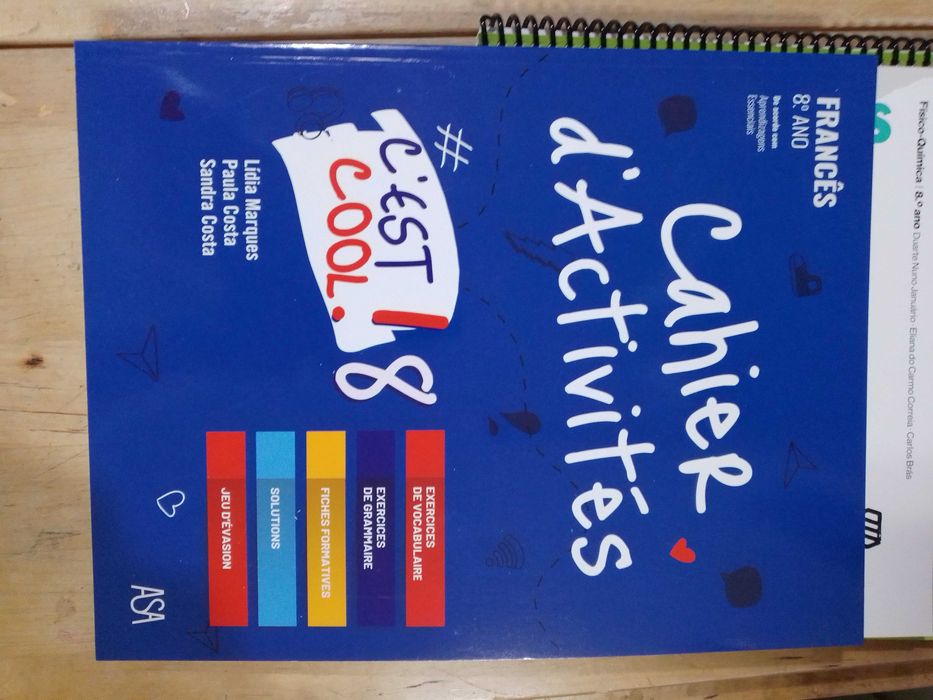 FRANCÊS
8º ANO
De acordo com
Aprendizagens
Essenciais
Cahier
d'Activités
#
C'EST
COOL!
8
Lídia Marques
Paula Costa
Sandra Costa
EXERCICES
DE VOCABULAIRE
EXERCICES
DE GRAMMAIRE
FICHES FORMATIVES
SOLUTIONS
JEU D'ÉVASION
ASA
Físico-Química | 8.º ano Duarte Nuno Januário · Eliana do Carmo Correia · Carlos Brás